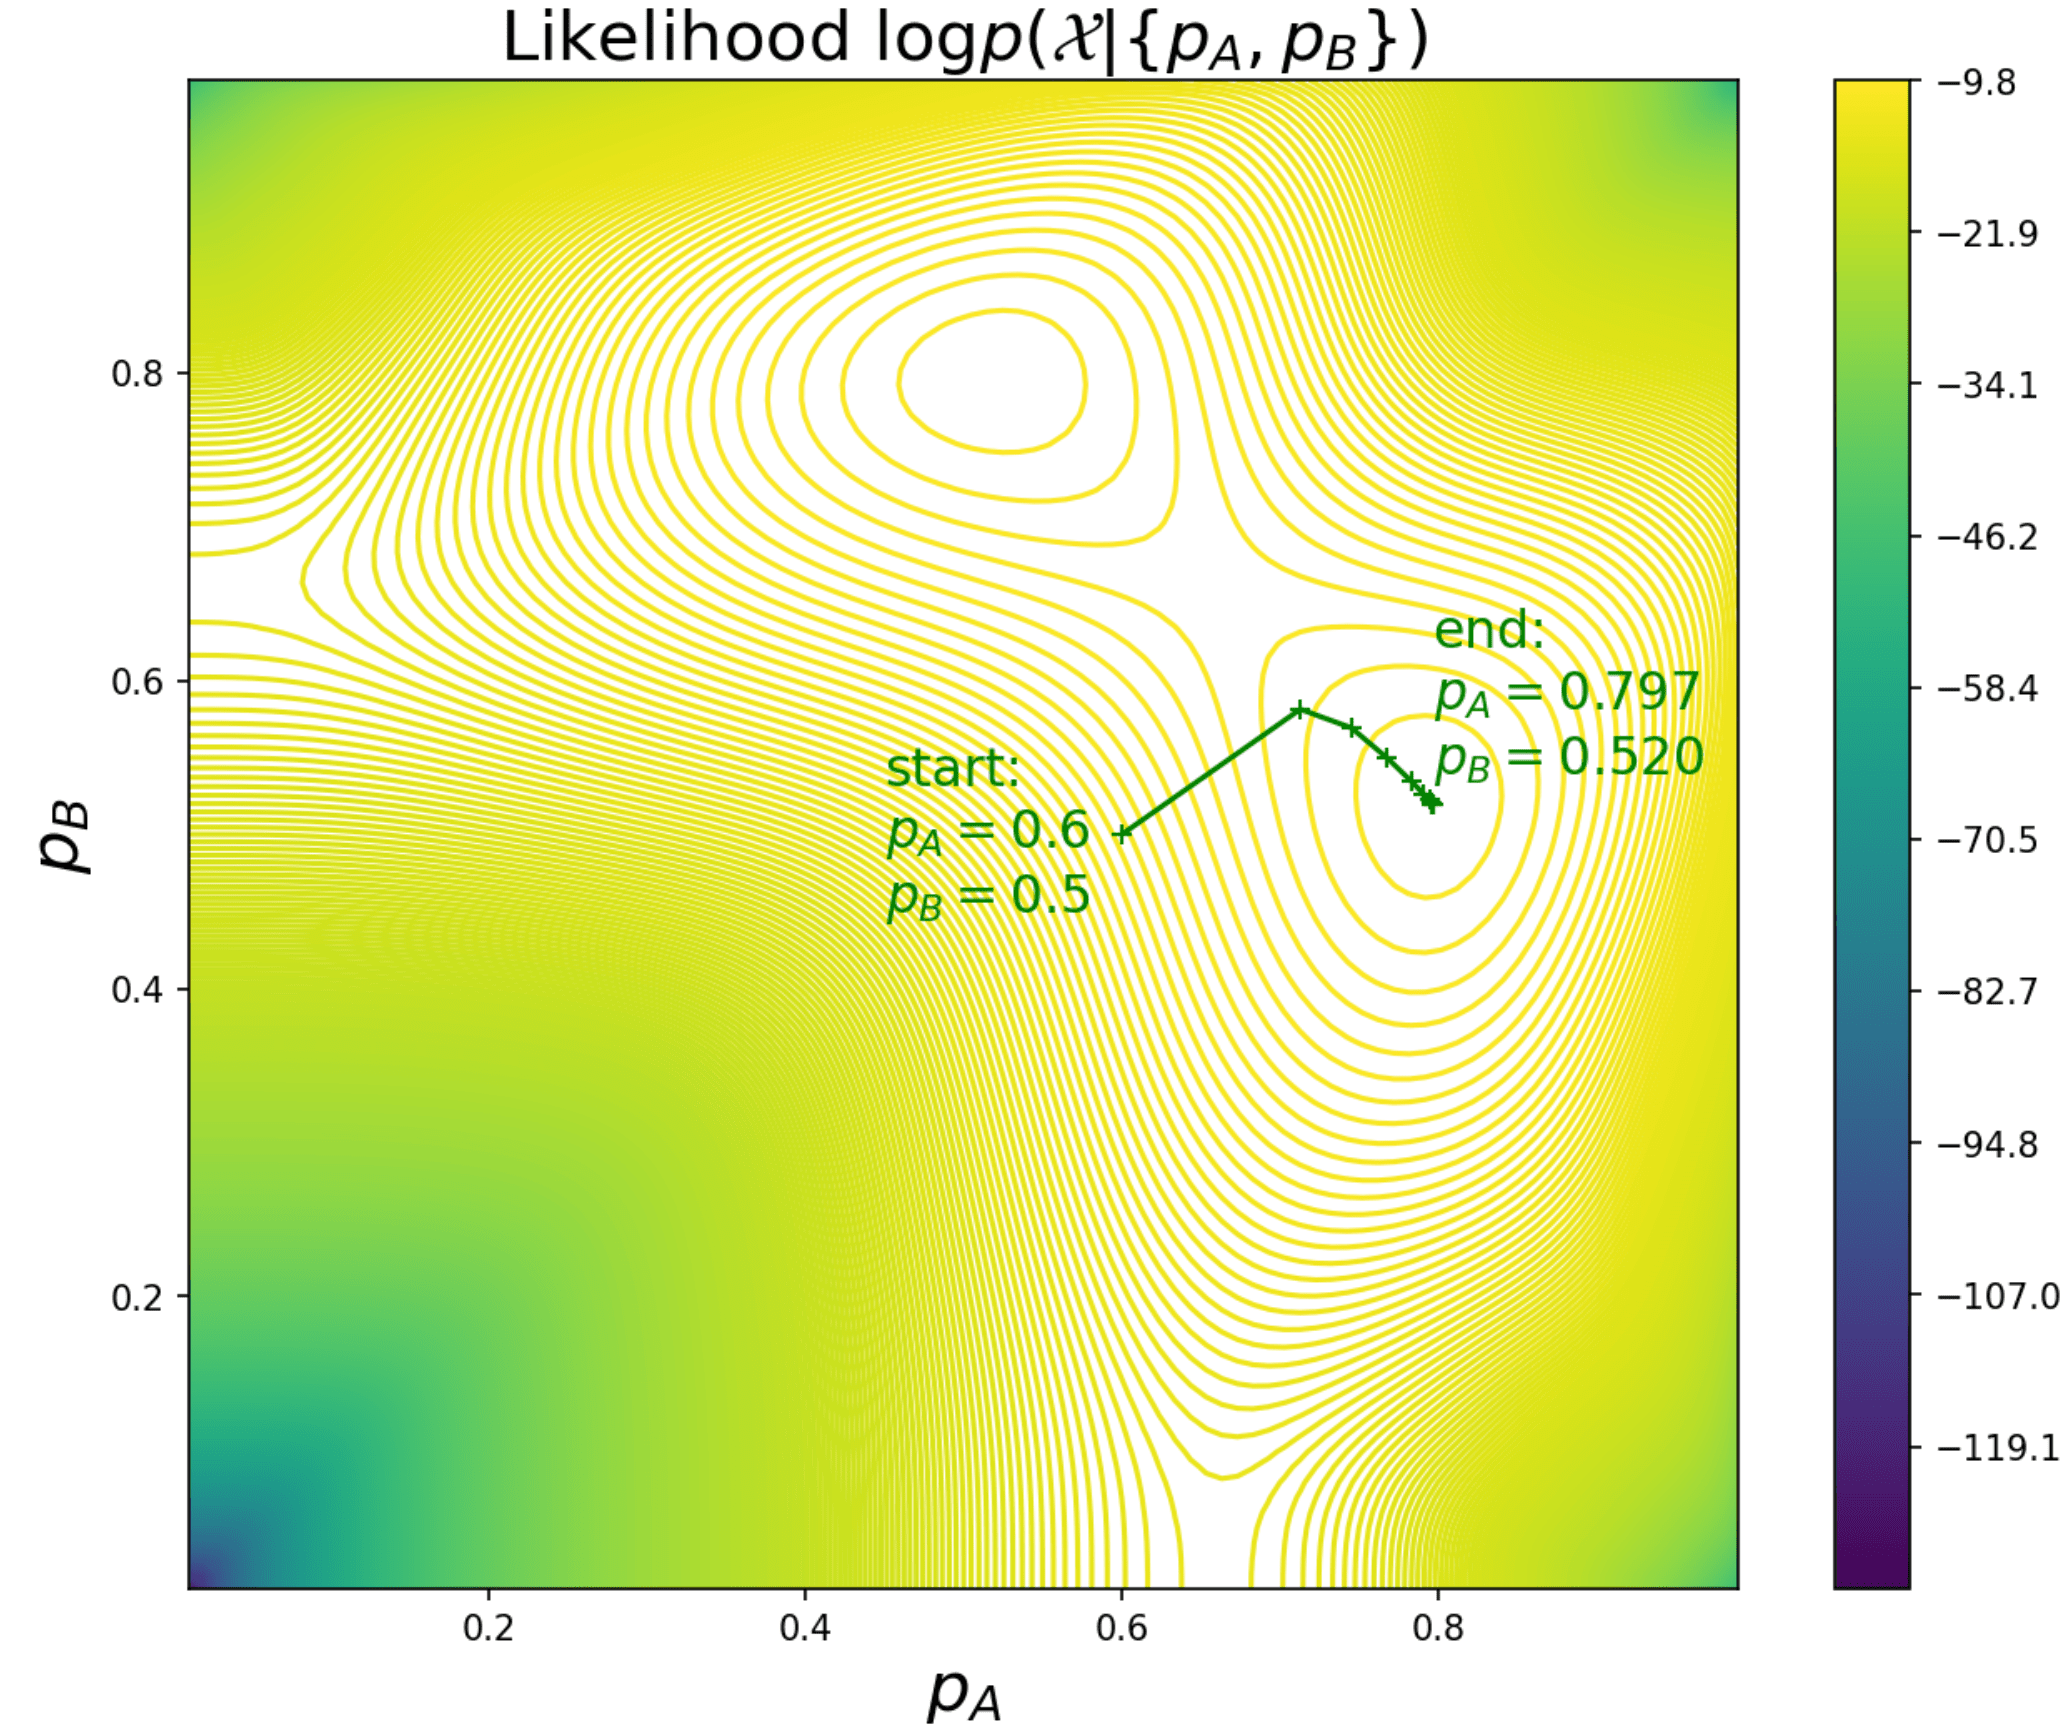 Likelihood log p(𝒳|{p_A, p_B})
−9.8
−21.9
−34.1
−46.2
−58.4
−70.5
−82.7
−94.8
−107.0
−119.1
0.8
0.6
0.4
0.2
p_B
end:
p_A = 0.797
p_B = 0.520
start:
p_A = 0.6
p_B = 0.5
0.2 0.4 0.6 0.8
p_A